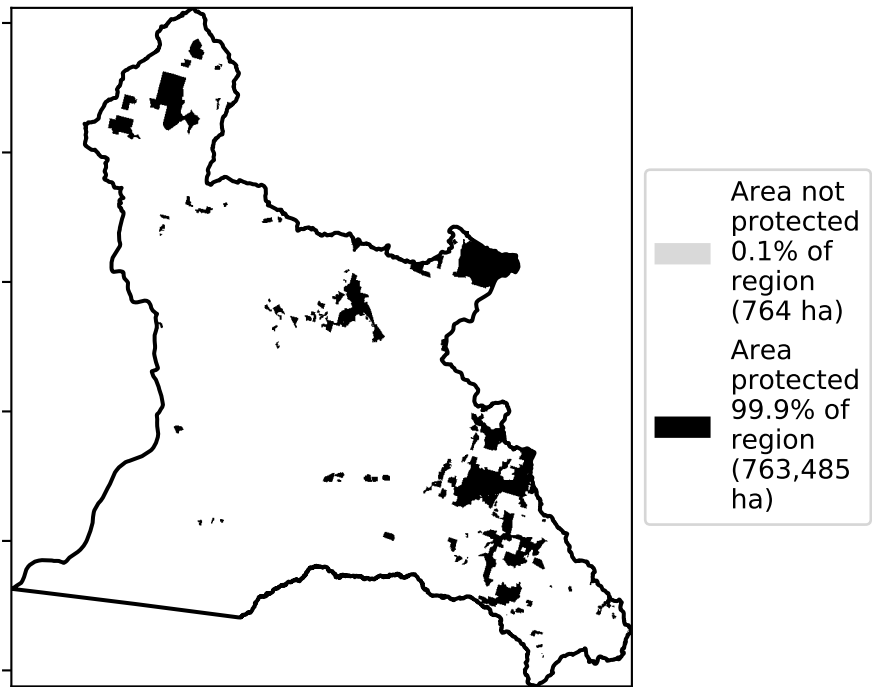 Area not
protected
0.1% of
region
(764 ha)
Area
protected
99.9% of
region
(763,485
ha)